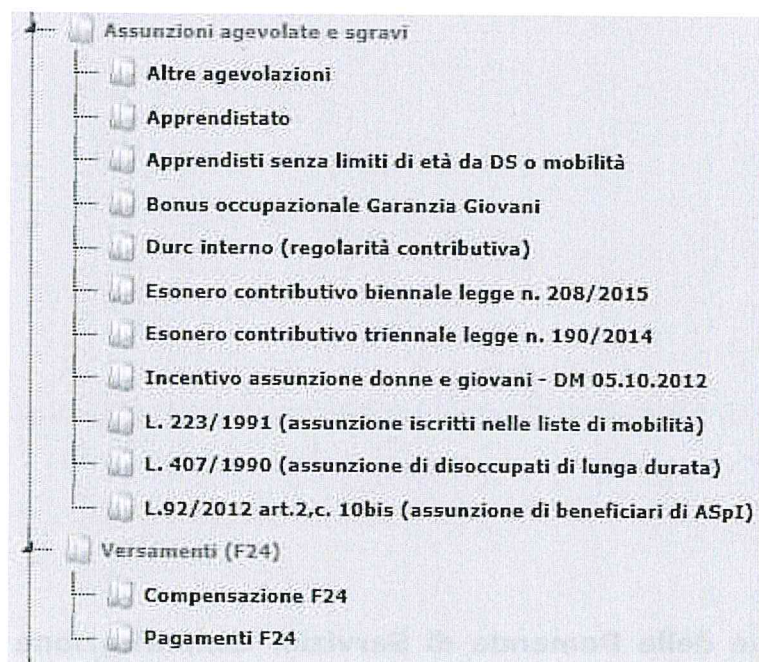 Assunzioni agevolate e sgravi
Altre agevolazioni
Apprendistato
Apprendisti senza limiti di età da DS o mobilità
Bonus occupazionale Garanzia Giovani
Durc interno (regolarità contributiva)
Esonero contributivo biennale legge n. 208/2015
Esonero contributivo triennale legge n. 190/2014
Incentivo assunzione donne e giovani - DM 05.10.2012
L. 223/1991 (assunzione iscritti nelle liste di mobilità)
L. 407/1990 (assunzione di disoccupati di lunga durata)
L.92/2012 art.2,c. 10bis (assunzione di beneficiari di ASpI)
Versamenti (F24)
Compensazione F24
Pagamenti F24